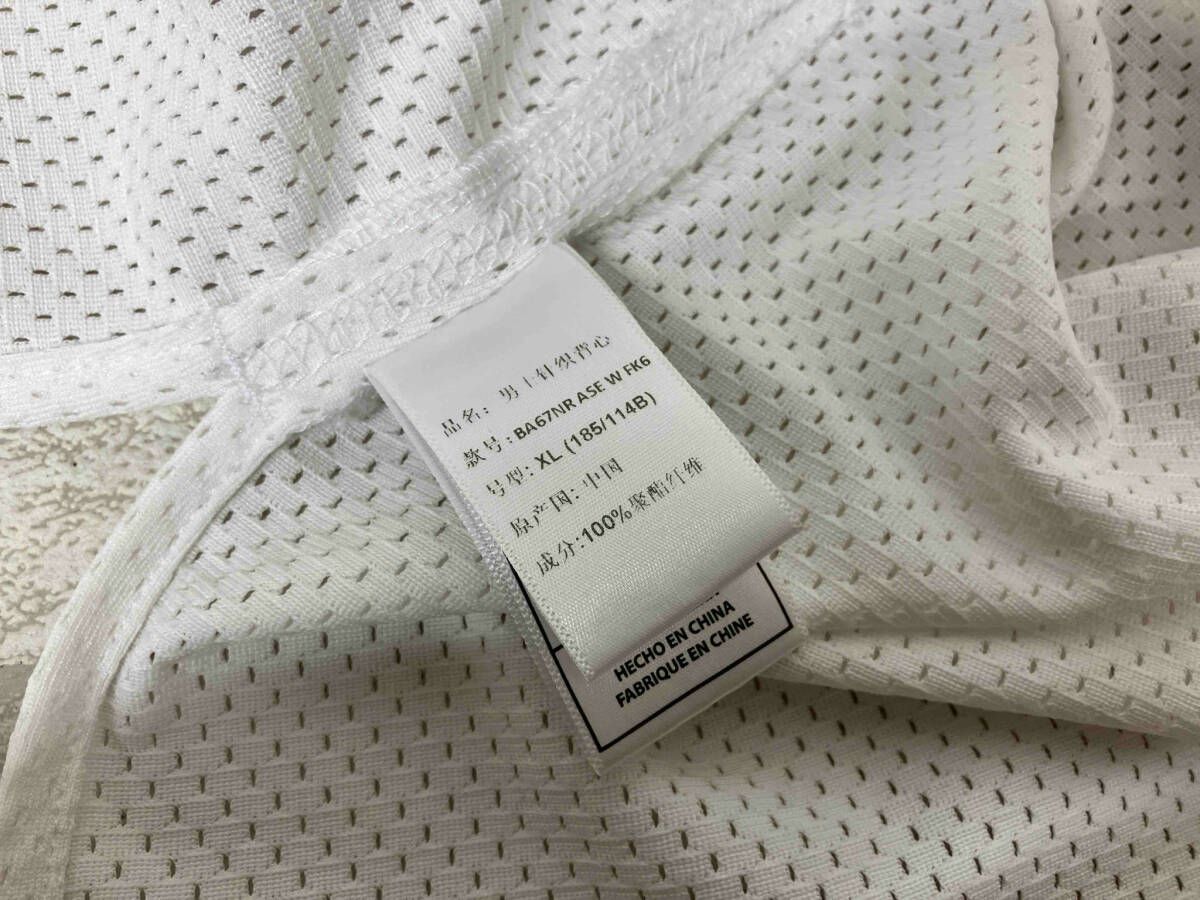 品名: 男士针织背心
款号: BA67NR ASE W FK6
号型: XL (185/114B)
原产国: 中国
成分:100%聚酯纤维
HECHO EN CHINA
FABRIQUE EN CHINE